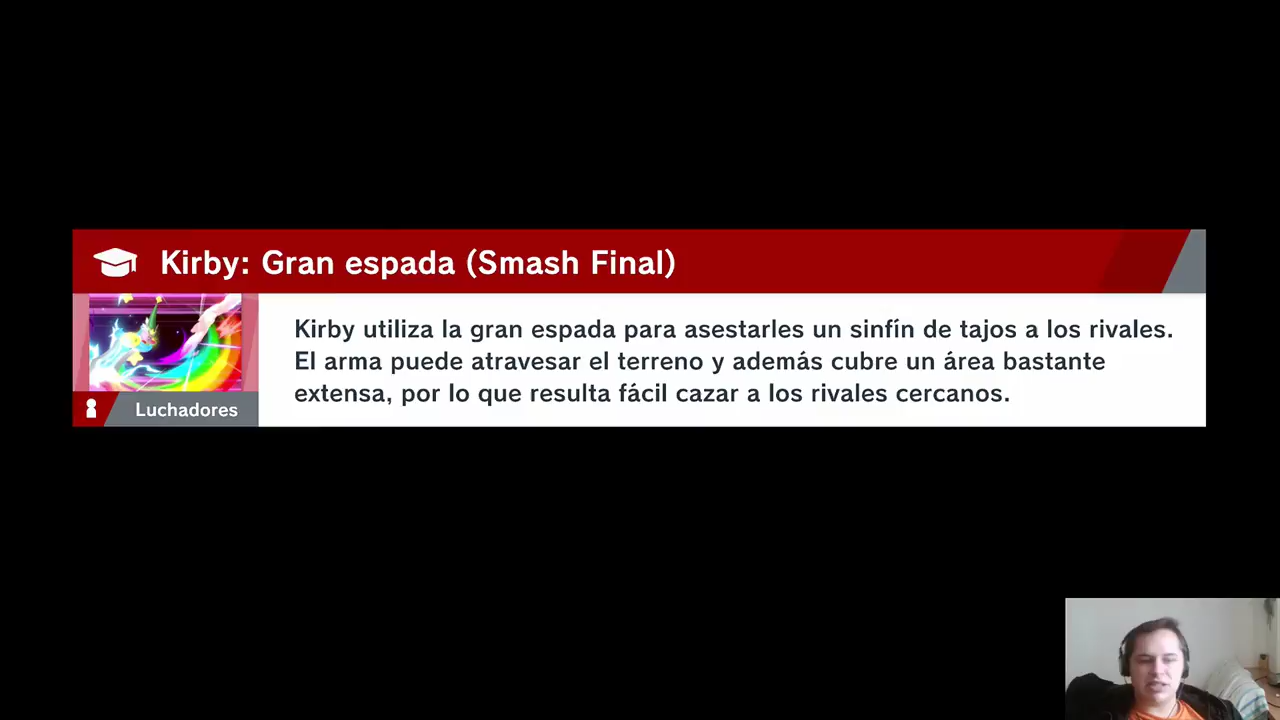 Kirby: Gran espada (Smash Final)
Kirby utiliza la gran espada para asestarles un sinfín de tajos a los rivales.
El arma puede atravesar el terreno y además cubre un área bastante
extensa, por lo que resulta fácil cazar a los rivales cercanos.
Luchadores